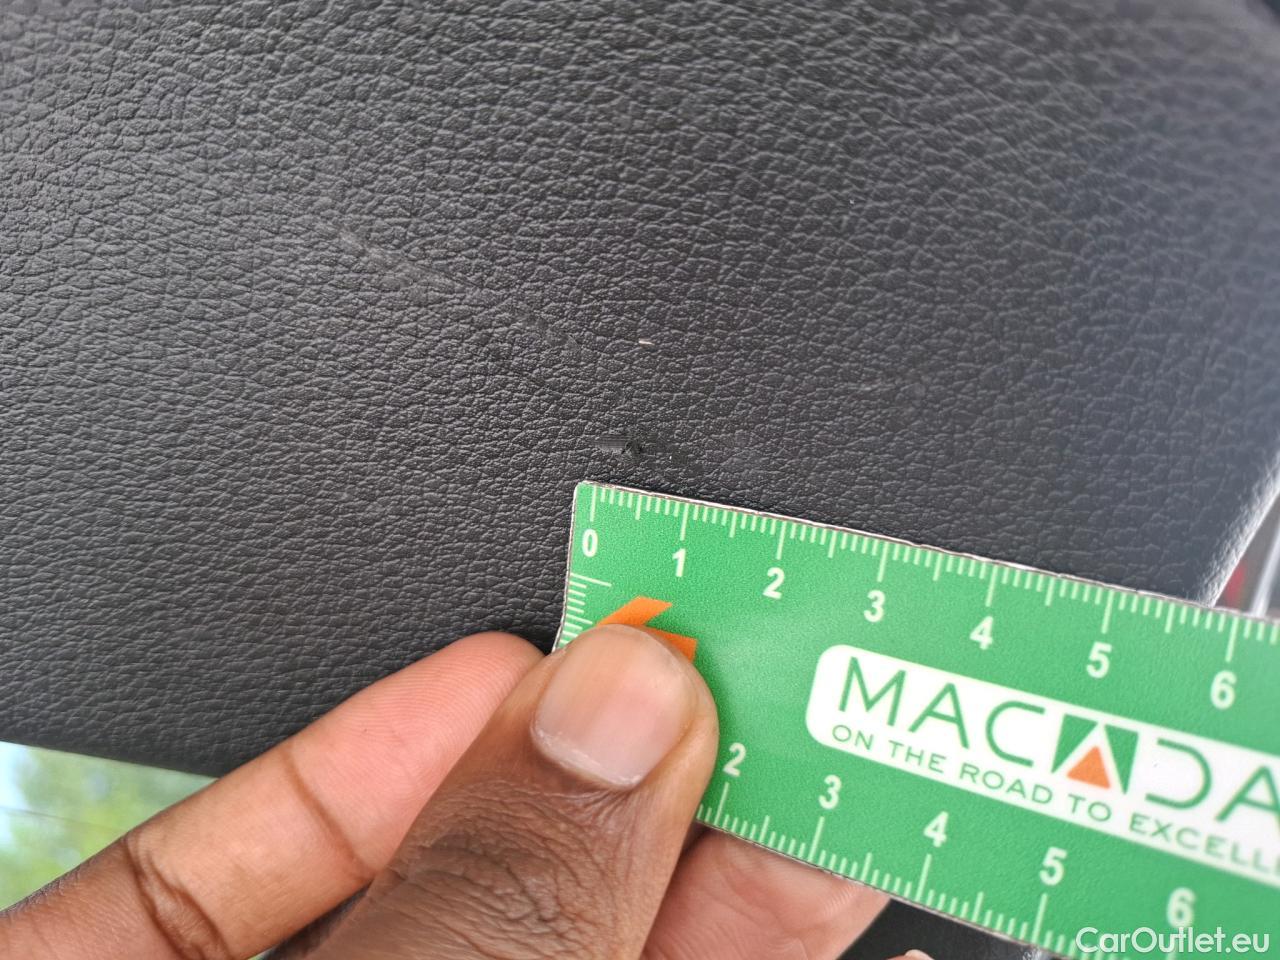 0 1 2 3 4 5 6
MACADA
ON THE ROAD TO EXCELL
2 3 4 5 6
CarOutlet.eu